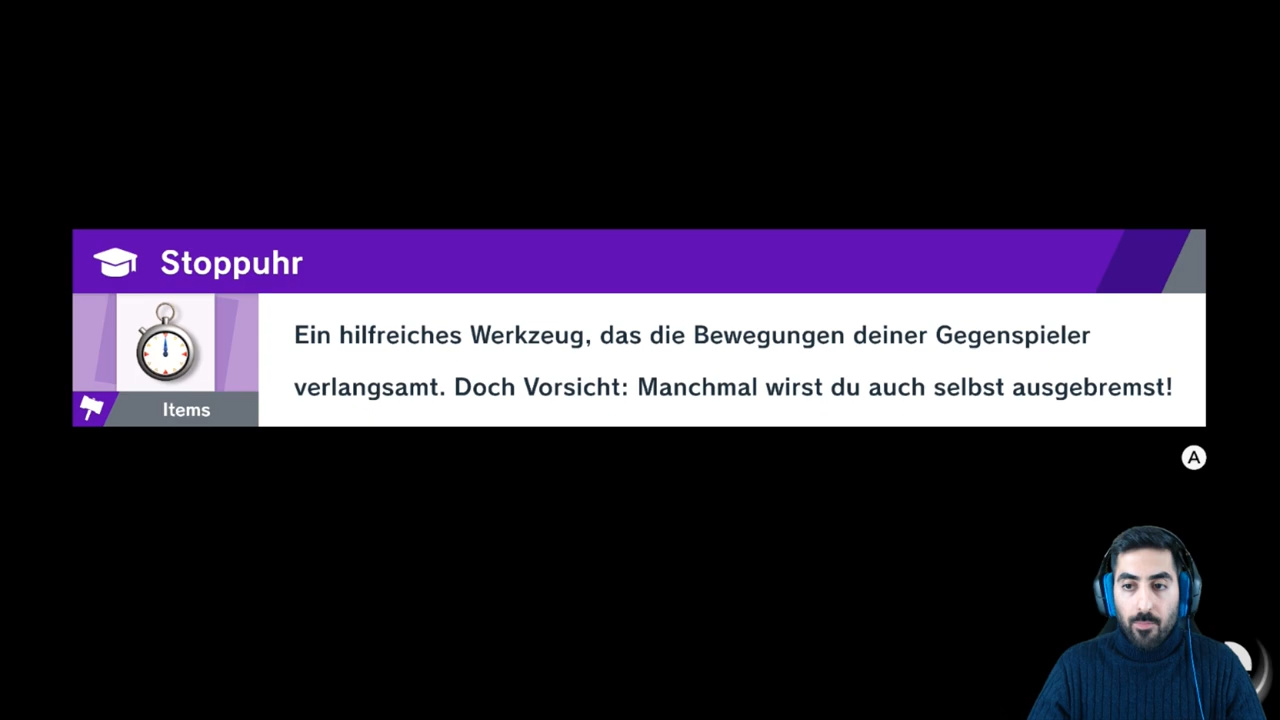 Stoppuhr
Ein hilfreiches Werkzeug, das die Bewegungen deiner Gegenspieler
verlangsamt. Doch Vorsicht: Manchmal wirst du auch selbst ausgebremst!
Items
A